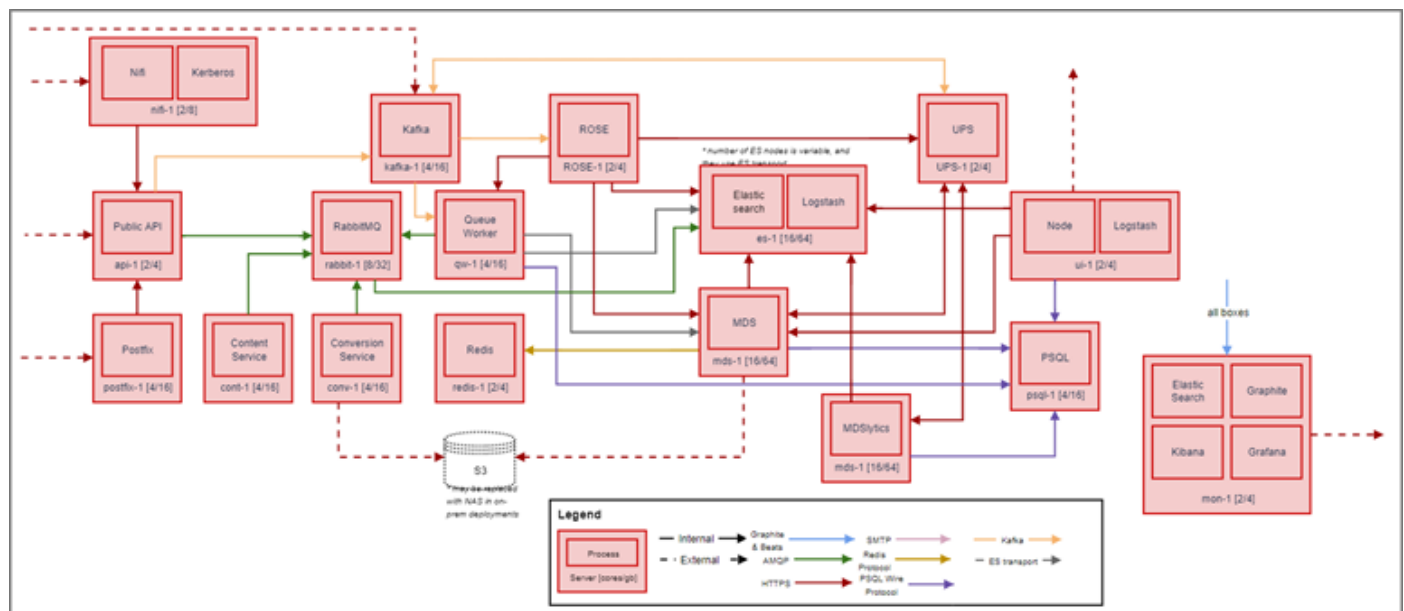 Nifi
Kerberos
nifi-1 [2/8]
Kafka
kafka-1 [4/16]
ROSE
ROSE-1 [2/4]
UPS
UPS-1 [2/4]
* number of ES nodes is variable, and
they use ES transport
Elastic
search
Logstash
es-1 [16/64]
Public API
api-1 [2/4]
RabbitMQ
rabbit-1 [8/32]
Queue
Worker
qw-1 [4/16]
Node
Logstash
ui-1 [2/4]
Postfix
postfix-1 [4/16]
Content
Service
cont-1 [4/16]
Conversion
Service
conv-1 [4/16]
Redis
redis-1 [2/4]
MDS
mds-1 [16/64]
PSQL
psql-1 [4/16]
all boxes
MDSlytics
mds-1 [16/64]
Elastic
Search
Graphite
Kibana
Grafana
mon-1 [2/4]
S3
* may be replaced
with NAS in on-
prem deployments
Legend
Process
Server [cores/gb]
Internal
External
Graphite
& Beats
AMQP
HTTPS
SMTP
Redis
Protocol
PSQL Wire
Protocol
Kafka
ES transport